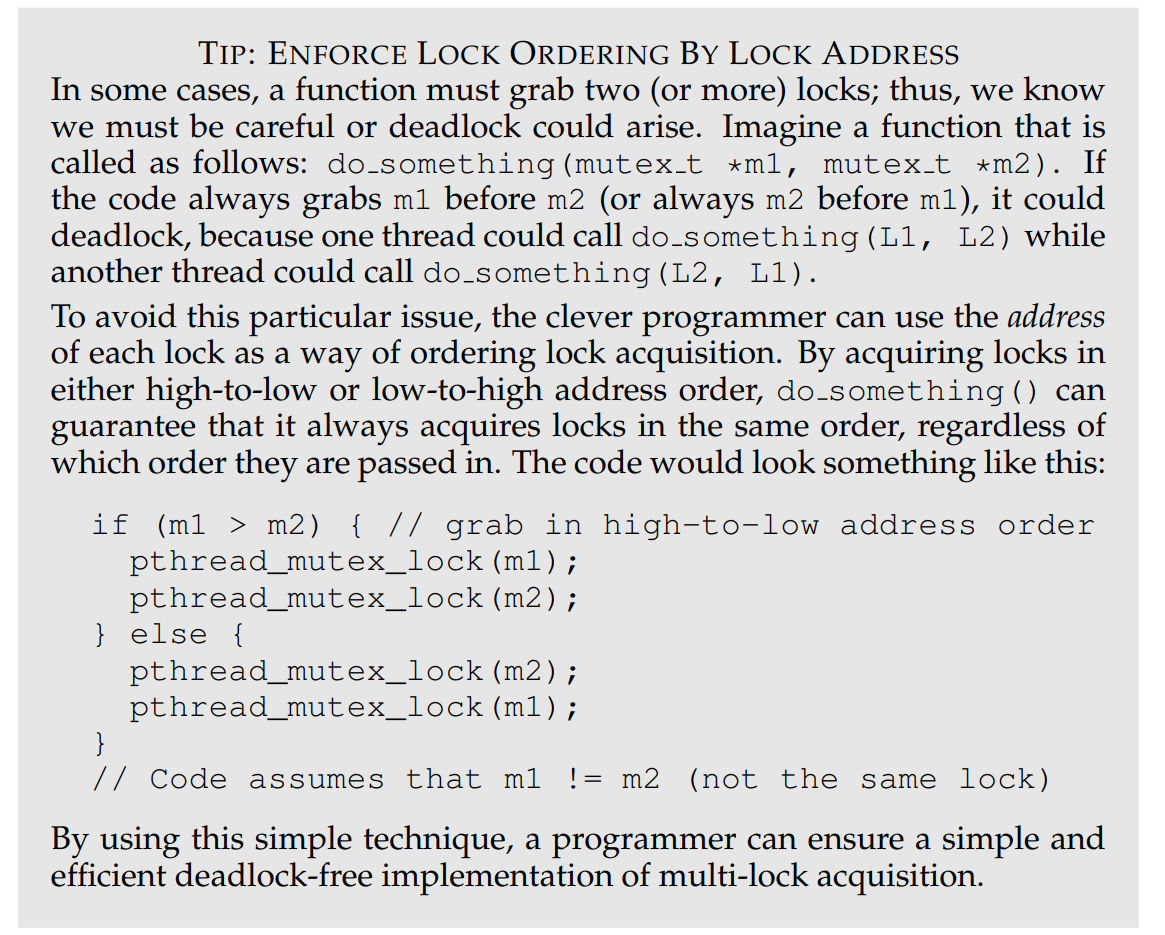 TIP: ENFORCE LOCK ORDERING BY LOCK ADDRESS
In some cases, a function must grab two (or more) locks; thus, we know
we must be careful or deadlock could arise. Imagine a function that is
called as follows: do_something(mutex_t *m1, mutex_t *m2). If
the code always grabs m1 before m2 (or always m2 before m1), it could
deadlock, because one thread could call do_something(L1, L2) while
another thread could call do_something(L2, L1).
To avoid this particular issue, the clever programmer can use the address
of each lock as a way of ordering lock acquisition. By acquiring locks in
either high-to-low or low-to-high address order, do_something() can
guarantee that it always acquires locks in the same order, regardless of
which order they are passed in. The code would look something like this:
if (m1 > m2) { // grab in high-to-low address order
  pthread_mutex_lock(m1);
  pthread_mutex_lock(m2);
} else {
  pthread_mutex_lock(m2);
  pthread_mutex_lock(m1);
}
// Code assumes that m1 != m2 (not the same lock)
By using this simple technique, a programmer can ensure a simple and
efficient deadlock-free implementation of multi-lock acquisition.